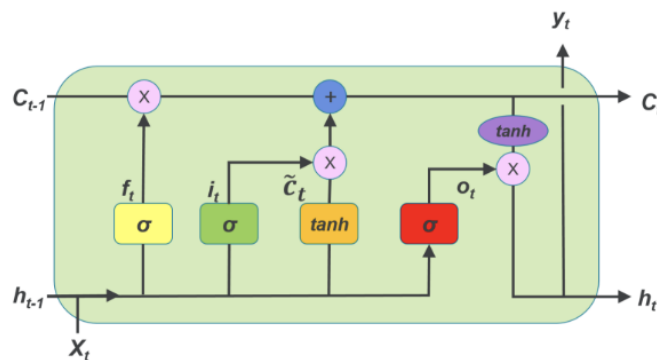 yₜ
Cₜ₋₁ X + C
tanh
X X
fₜ iₜ c̃ₜ oₜ
σ σ tanh σ
hₜ₋₁ hₜ
Xₜ